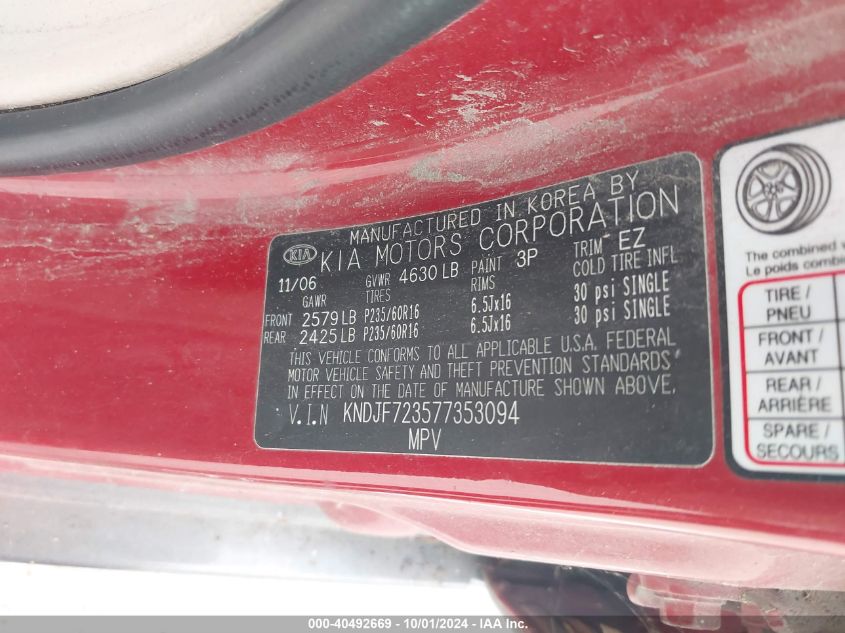 MANUFACTURED IN KOREA BY
KIA KIA MOTORS CORPORATION
11/06 GVWR 4630 LB PAINT 3P TRIM EZ
GAWR TIRES RIMS COLD TIRE INFL
FRONT 2579 LB P235/60R16 6.5Jx16 30 psi SINGLE
REAR 2425 LB P235/60R16 6.5Jx16 30 psi SINGLE
THIS VEHICLE CONFORMS TO ALL APPLICABLE U.S.A. FEDERAL
MOTOR VEHICLE SAFETY AND THEFT PREVENTION STANDARDS
IN EFFECT ON THE DATE OF MANUFACTURE SHOWN ABOVE.
V.I.N KNDJF723577353094
MPV
The combined
Le poids
TIRE /
PNEU
FRONT /
AVANT
REAR /
ARRIÈRE
SPARE /
SECOURS
000-40492669 - 10/01/2024 - IAA Inc.